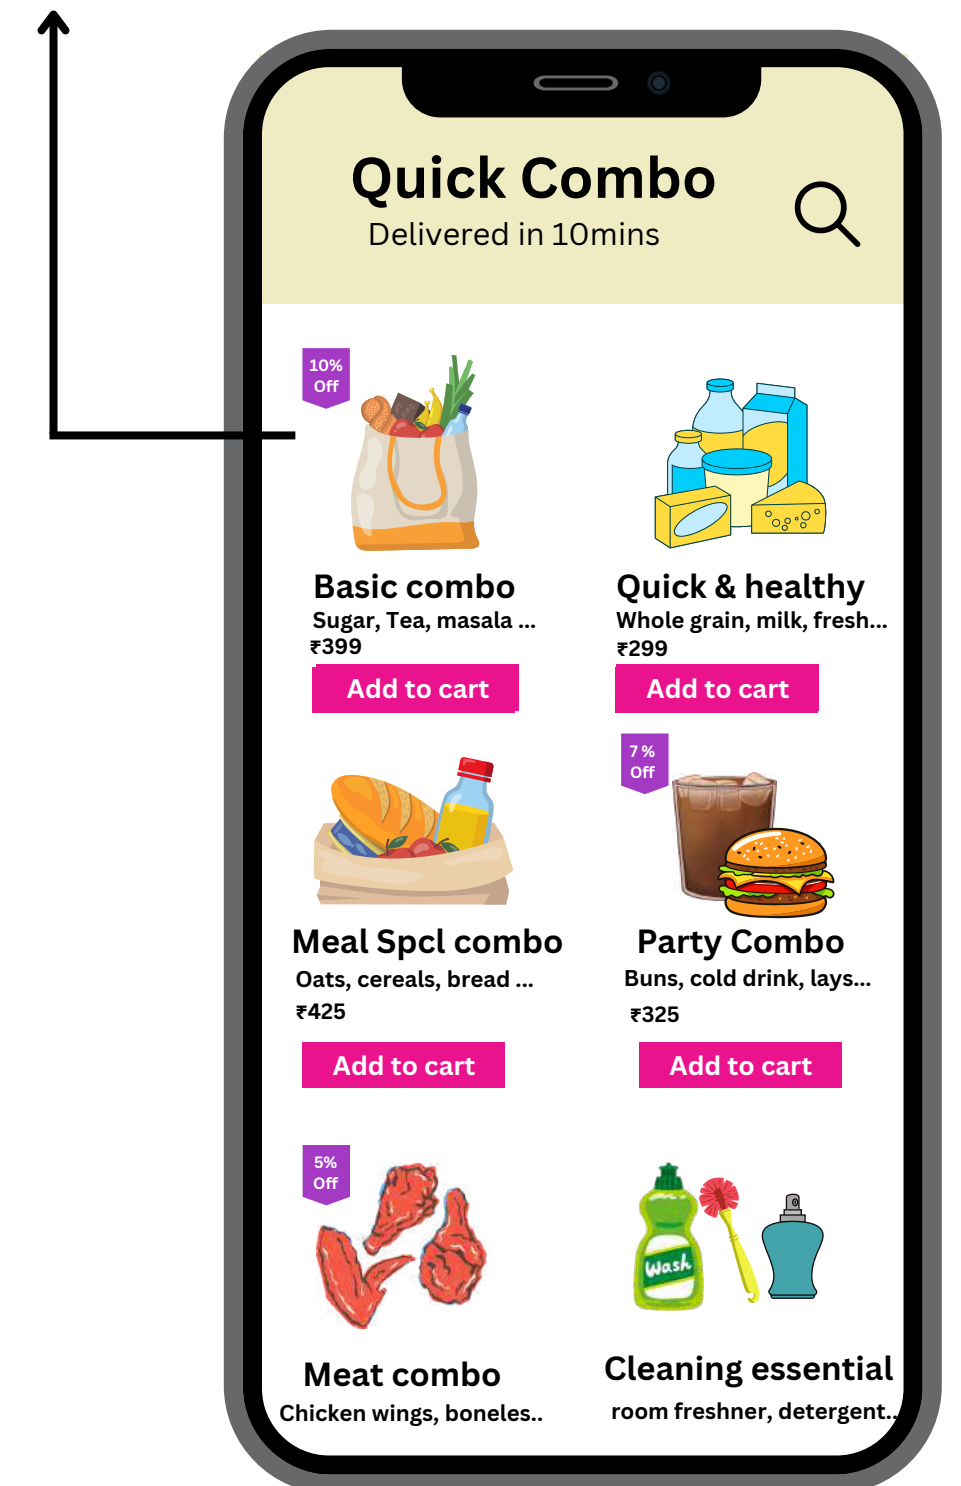 Quick Combo
Delivered in 10mins
10%
Off
Basic combo
Sugar, Tea, masala ...
₹399
Add to cart
Quick & healthy
Whole grain, milk, fresh...
₹299
Add to cart
Meal Spcl combo
Oats, cereals, bread ...
₹425
Add to cart
7 %
Off
Party Combo
Buns, cold drink, lays...
₹325
Add to cart
5%
Off
Meat combo
Chicken wings, boneles..
Wash
Cleaning essential
room freshner, detergent..